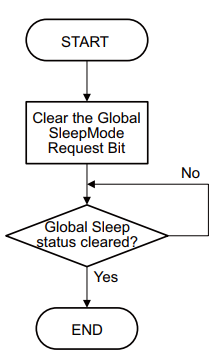 START
Clear the Global
SleepMode
Request Bit
No
Global Sleep
status cleared?
Yes
END